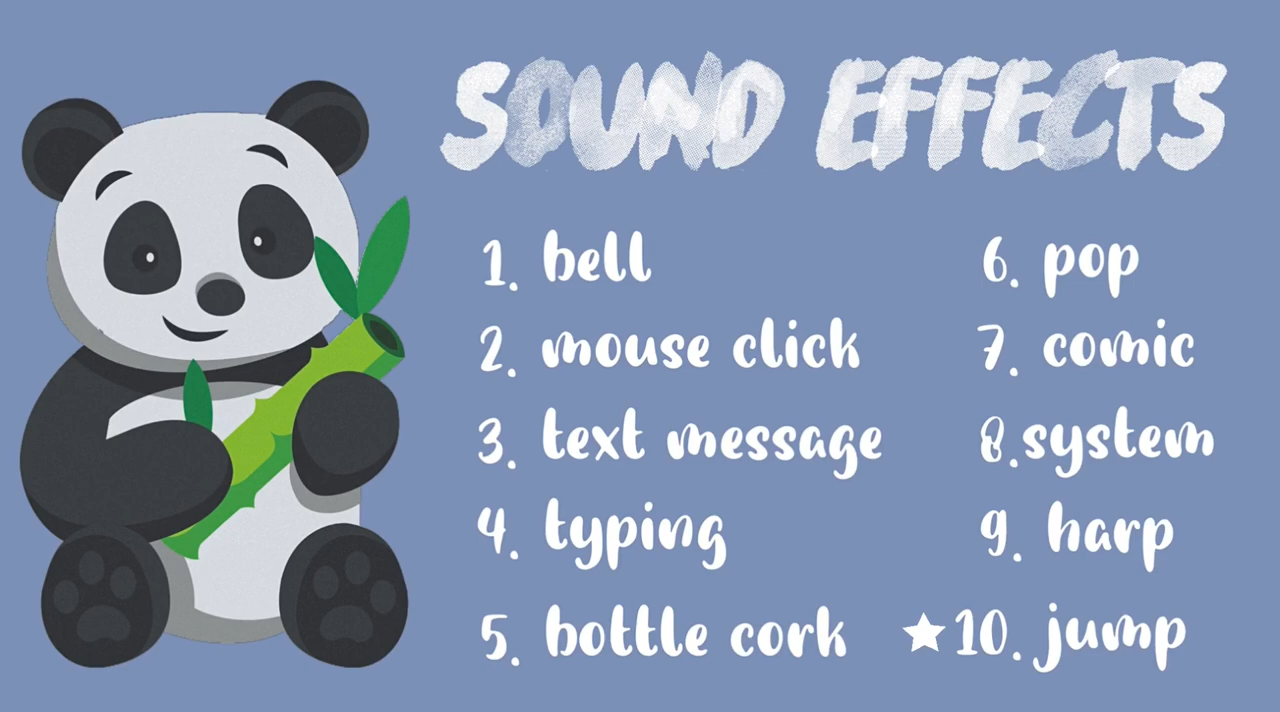 SOUND EFFECTS
1. bell
2. mouse click
3. text message
4. typing
5. bottle cork
6. pop
7. comic
8. system
9. harp
10. jump